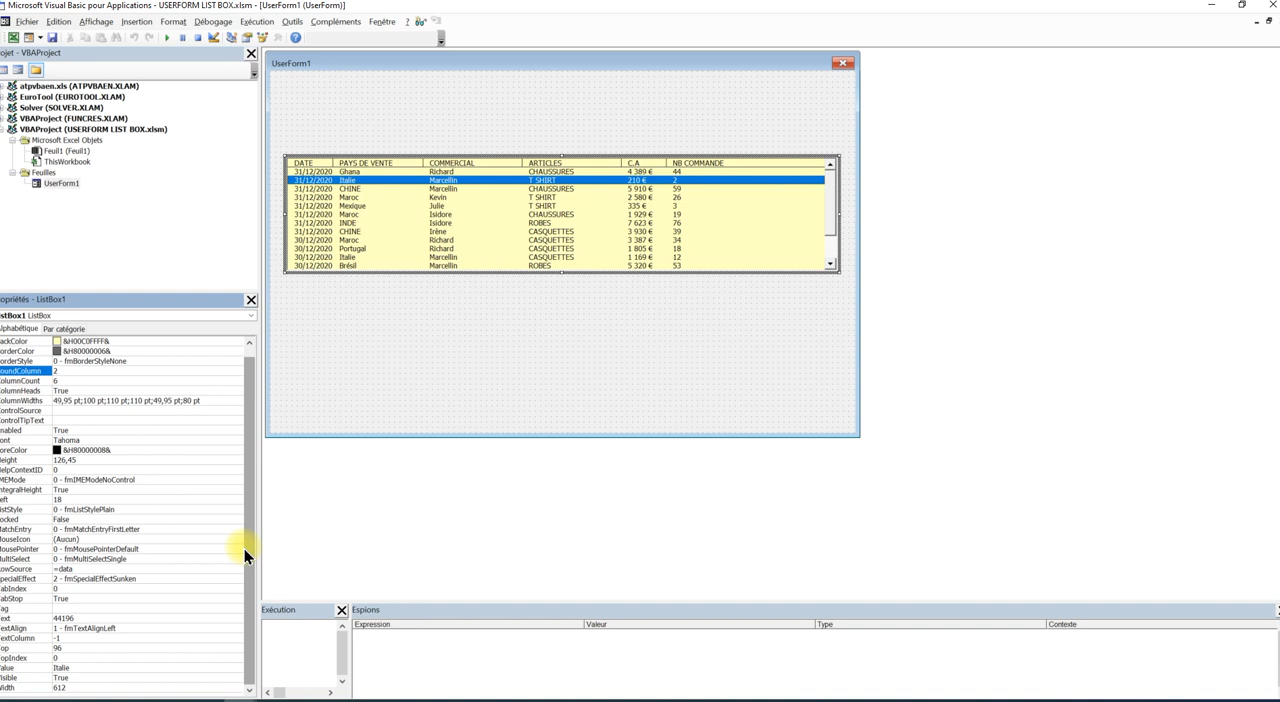 Microsoft Visual Basic pour Applications - USERFORM LIST BOX.xlsm - [UserForm1 (UserForm)]
Fichier Edition Affichage Insertion Format Débogage Exécution Outils Compléments Fenêtre ?
ojet - VBAProject
atpvbaen.xls (ATPVBAEN.XLAM)
EuroTool (EUROTOOL.XLAM)
Solver (SOLVER.XLAM)
VBAProject (FUNCRES.XLAM)
VBAProject (USERFORM LIST BOX.xlsm)
Microsoft Excel Objets
Feuil1 (Feuil1)
ThisWorkbook
Feuilles
UserForm1
opriétés - ListBox1
istBox1 ListBox
lphabétique Par catégorie
ackColor &H00C0FFFF&
orderColor &H80000006&
orderStyle 0 - fmBorderStyleNone
oundColumn 2
olumnCount 6
olumnHeads True
olumnWidths 49,95 pt;100 pt;110 pt;110 pt;49,95 pt;80 pt
ontrolSource
ontrolTipText
nabled True
ont Tahoma
oreColor &H80000008&
eight 126,45
elpContextID 0
MEMode 0 - fmIMEModeNoControl
ntegralHeight True
eft 18
istStyle 0 - fmListStylePlain
ocked False
MatchEntry 0 - fmMatchEntryFirstLetter
MouseIcon (Aucun)
MousePointer 0 - fmMousePointerDefault
MultiSelect 0 - fmMultiSelectSingle
owSource =data
pecialEffect 2 - fmSpecialEffectSunken
abIndex 0
abStop True
ag
ext 44196
extAlign 1 - fmTextAlignLeft
extColumn -1
op 96
opIndex 0
alue Italie
isible True
idth 612
UserForm1
DATE PAYS DE VENTE COMMERCIAL ARTICLES C.A NB COMMANDE
31/12/2020 Ghana Richard CHAUSSURES 4 389 € 44
31/12/2020 Italie Marcellin T SHIRT 210 € 2
31/12/2020 CHINE Marcellin CHAUSSURES 5 910 € 59
31/12/2020 Maroc Kevin T SHIRT 2 580 € 26
31/12/2020 Mexique Julie T SHIRT 335 € 3
31/12/2020 Maroc Isidore CHAUSSURES 1 929 € 19
31/12/2020 INDE Isidore ROBES 7 623 € 76
31/12/2020 CHINE Irène CASQUETTES 3 930 € 39
30/12/2020 Maroc Richard CASQUETTES 3 387 € 34
30/12/2020 Portugal Richard CASQUETTES 1 805 € 18
30/12/2020 Italie Marcellin CASQUETTES 1 169 € 12
30/12/2020 Brésil Marcellin ROBES 5 320 € 53
Exécution
Espions
Expression Valeur Type Contexte